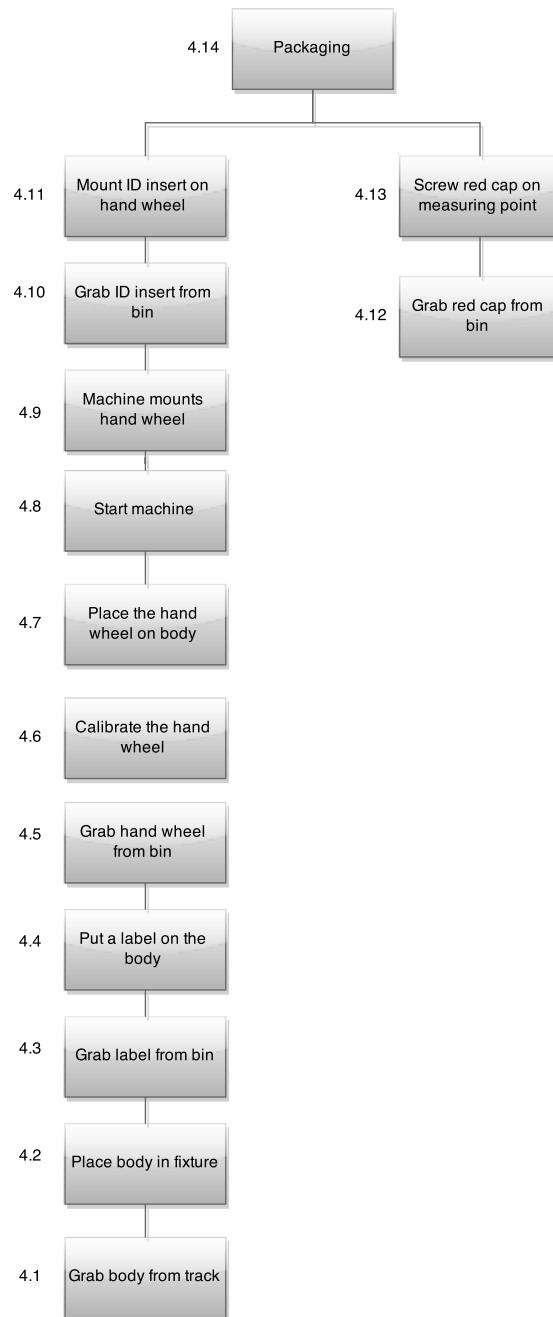 4.14
Packaging
4.11
Mount ID insert on
hand wheel
4.13
Screw red cap on
measuring point
4.10
Grab ID insert from
bin
4.12
Grab red cap from
bin
4.9
Machine mounts
hand wheel
4.8
Start machine
4.7
Place the hand
wheel on body
4.6
Calibrate the hand
wheel
4.5
Grab hand wheel
from bin
4.4
Put a label on the
body
4.3
Grab label from bin
4.2
Place body in fixture
4.1
Grab body from track